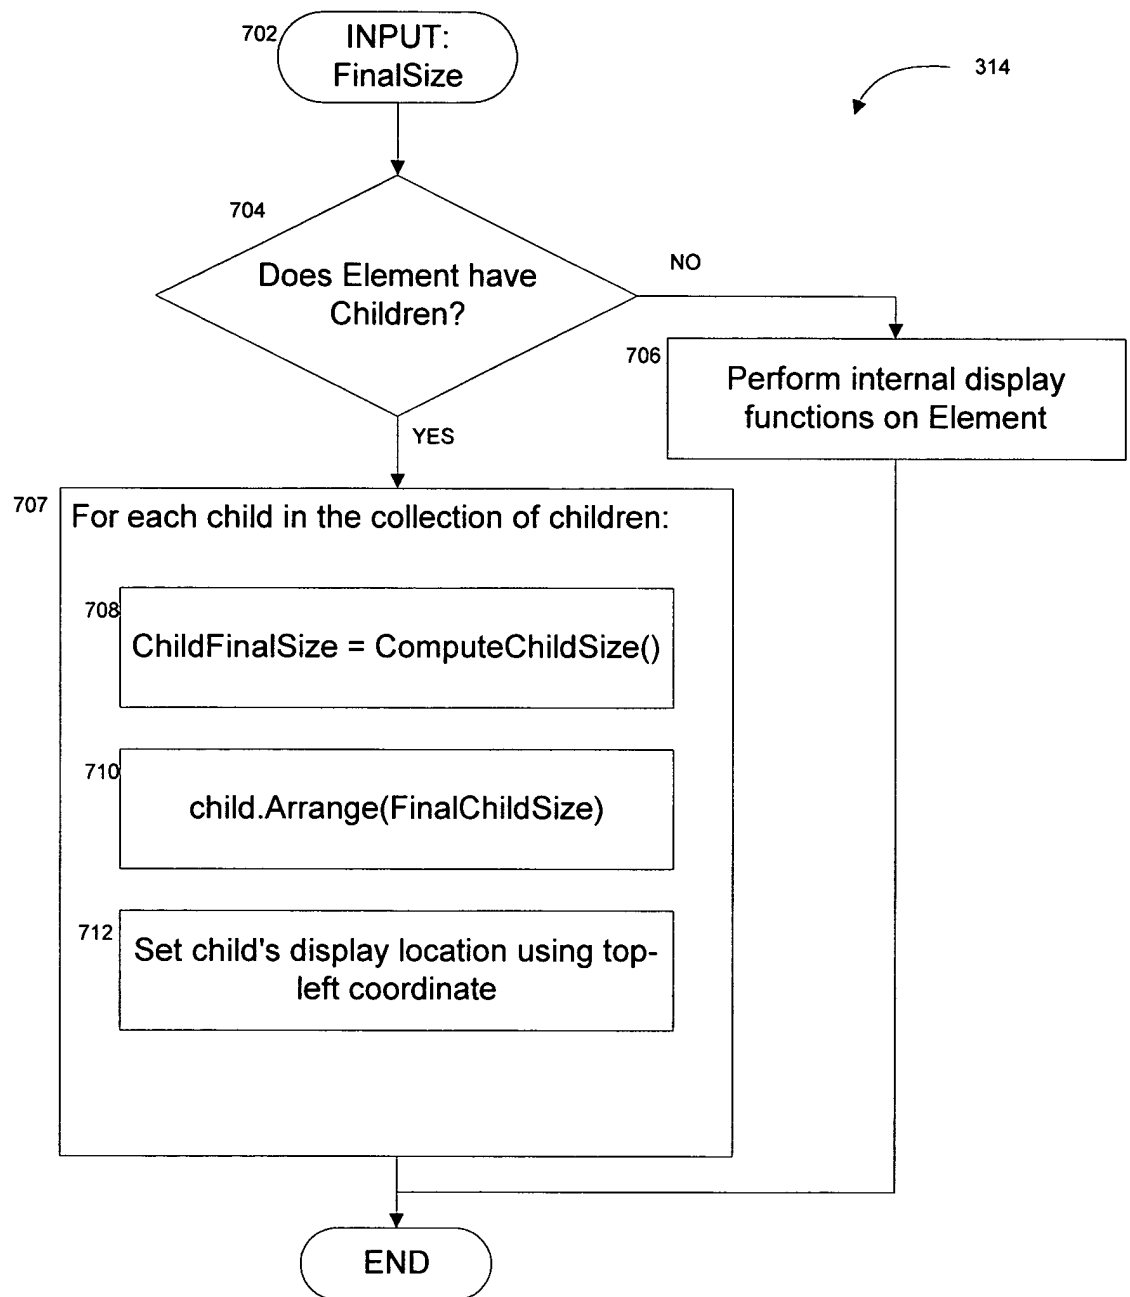 702
INPUT:
FinalSize
314
704
Does Element have
Children?
NO
706
Perform internal display
functions on Element
YES
707
For each child in the collection of children:
708
ChildFinalSize = ComputeChildSize()
710
child.Arrange(FinalChildSize)
712
Set child's display location using top-
left coordinate
END